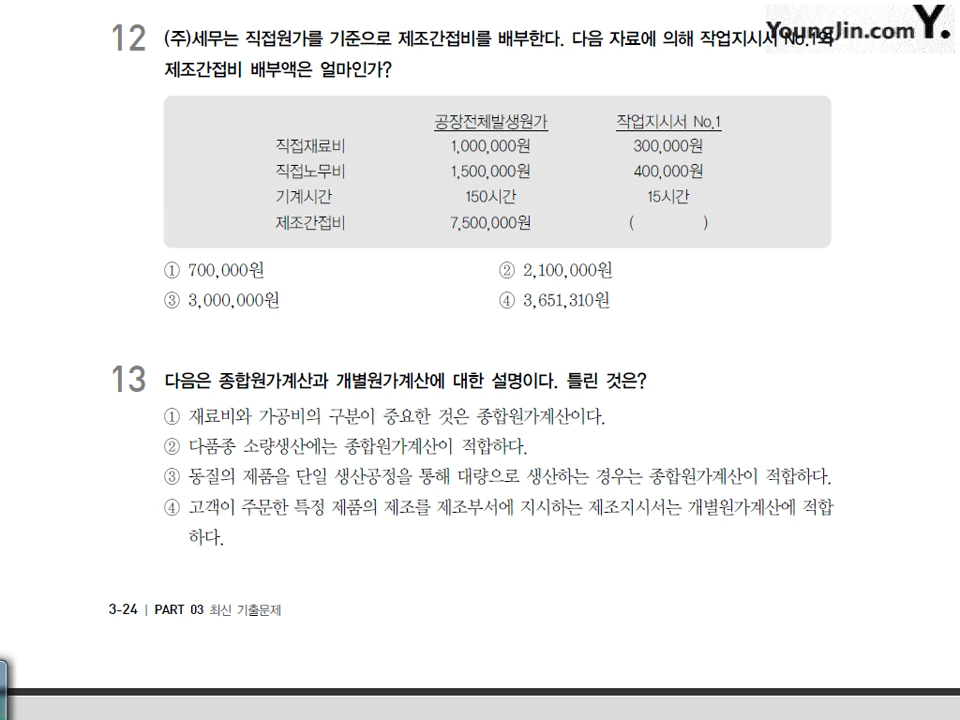 YoungJin.com Y.
12 (주)세무는 직접원가를 기준으로 제조간접비를 배부한다. 다음 자료에 의해 작업지시서 No.1의
제조간접비 배부액은 얼마인가?
공장전체발생원가 작업지시서 No.1
직접재료비 1,000,000원 300,000원
직접노무비 1,500,000원 400,000원
기계시간 150시간 15시간
제조간접비 7,500,000원 ( )
① 700,000원 ② 2,100,000원
③ 3,000,000원 ④ 3,651,310원
13 다음은 종합원가계산과 개별원가계산에 대한 설명이다. 틀린 것은?
① 재료비와 가공비의 구분이 중요한 것은 종합원가계산이다.
② 다품종 소량생산에는 종합원가계산이 적합하다.
③ 동질의 제품을 단일 생산공정을 통해 대량으로 생산하는 경우는 종합원가계산이 적합하다.
④ 고객이 주문한 특정 제품의 제조를 제조부서에 지시하는 제조지시서는 개별원가계산에 적합
하다.
3-24 | PART 03 최신 기출문제